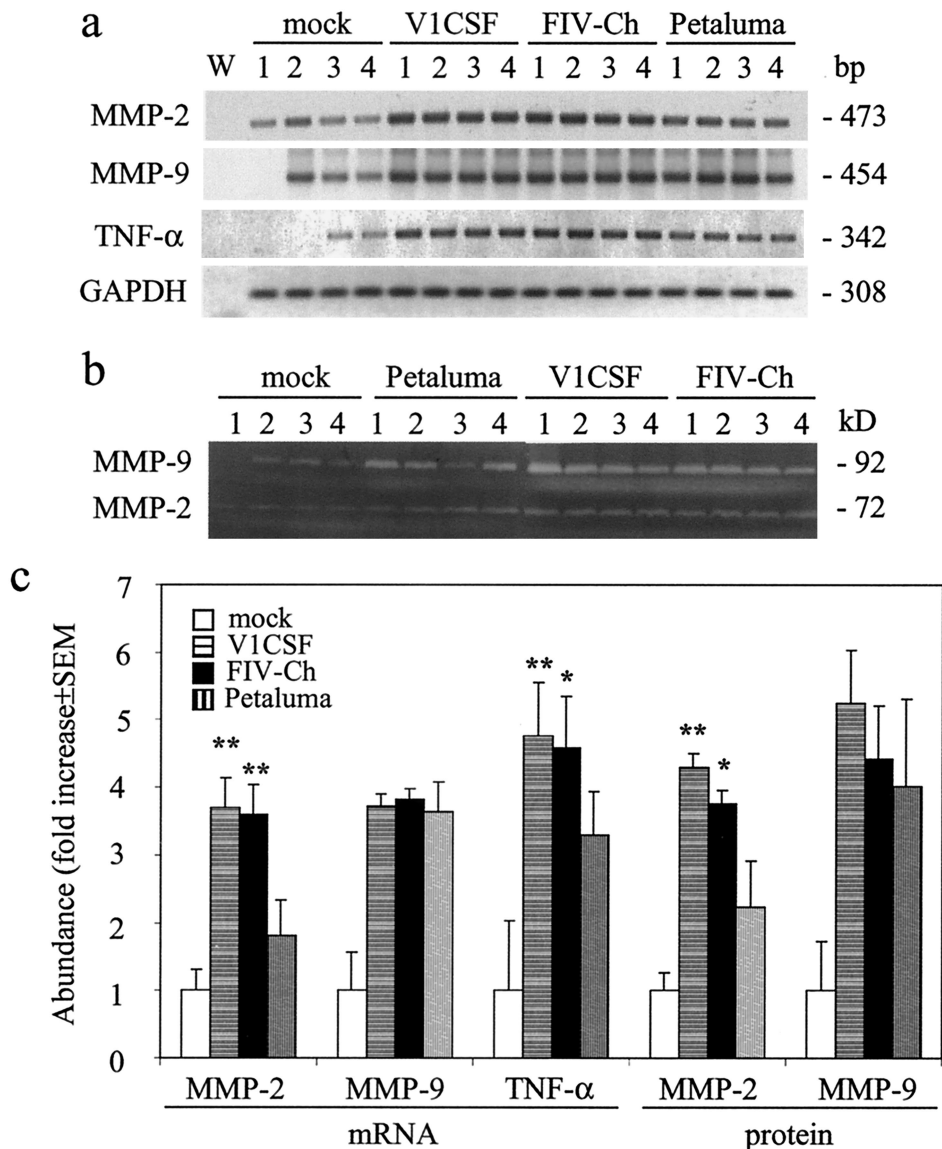 a
mock V1CSF FIV-Ch Petaluma
W 1 2 3 4 1 2 3 4 1 2 3 4 1 2 3 4 bp
MMP-2 - 473
MMP-9 - 454
TNF-α - 342
GAPDH - 308
b
mock Petaluma V1CSF FIV-Ch
1 2 3 4 1 2 3 4 1 2 3 4 1 2 3 4 kD
MMP-9 - 92
MMP-2 - 72
c
Abundance (fold increase±SEM
7
6
5
4
3
2
1
0
mock
V1CSF
FIV-Ch
Petaluma
** ** ** * ** *
MMP-2 MMP-9 TNF-α MMP-2 MMP-9
mRNA protein